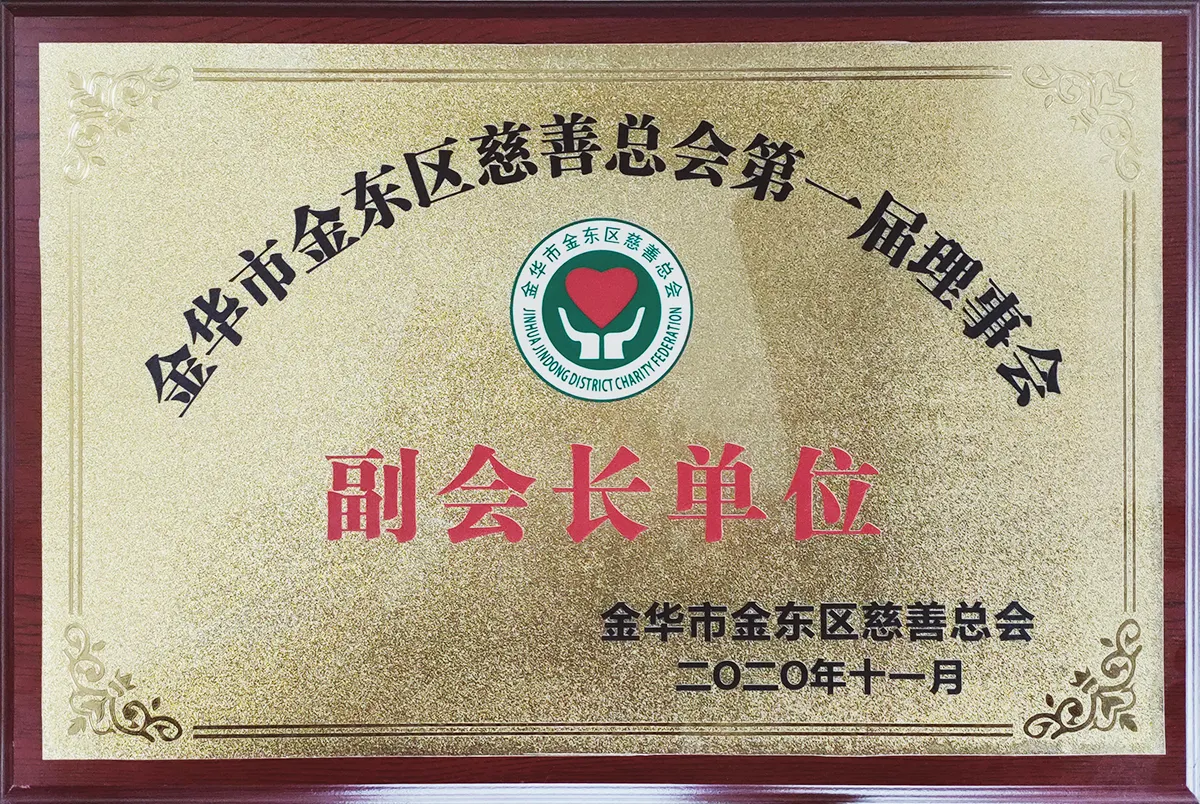 金华市金东区慈善总会第一届理事会
金华市金东区慈善总会
JINHUA JINDONG DISTRICT CHARITY FEDERATION
副会长单位
金华市金东区慈善总会
二〇二〇年十一月